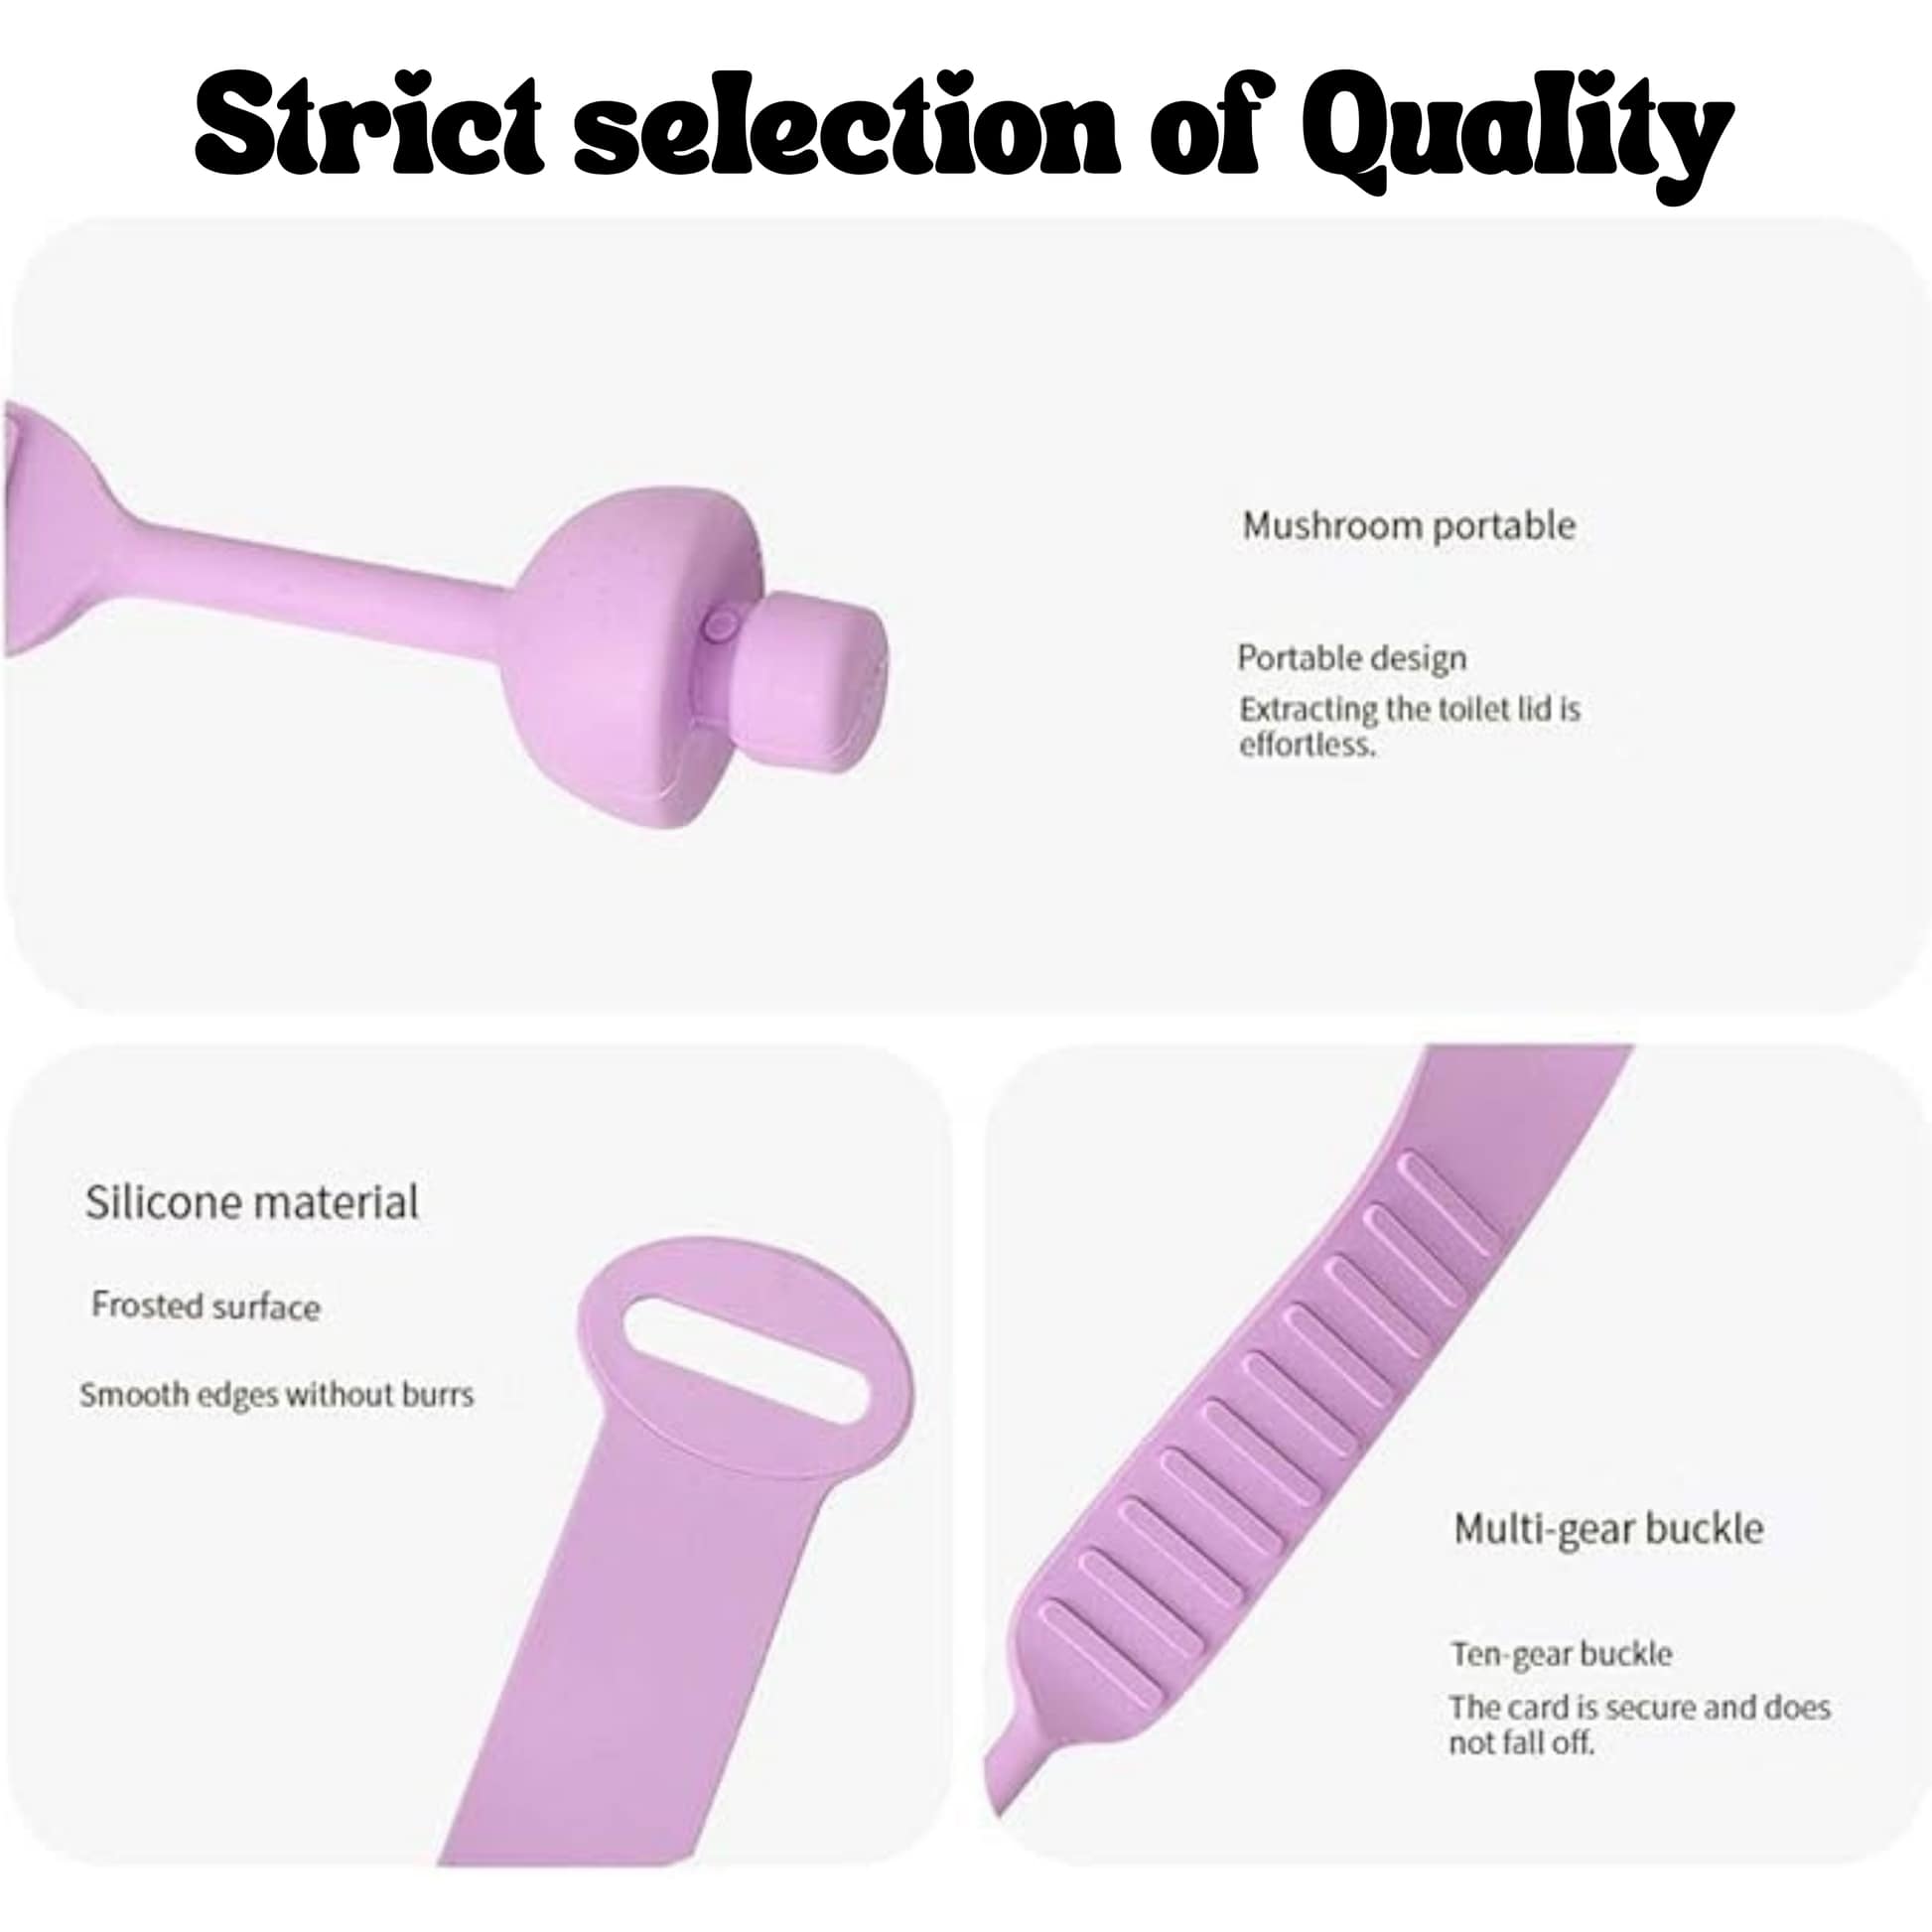 Strict selection of Quality
Mushroom portable
Portable design
Extracting the toilet lid is
effortless.
Silicone material
Frosted surface
Smooth edges without burrs
Multi-gear buckle
Ten-gear buckle
The card is secure and does
not fall off.